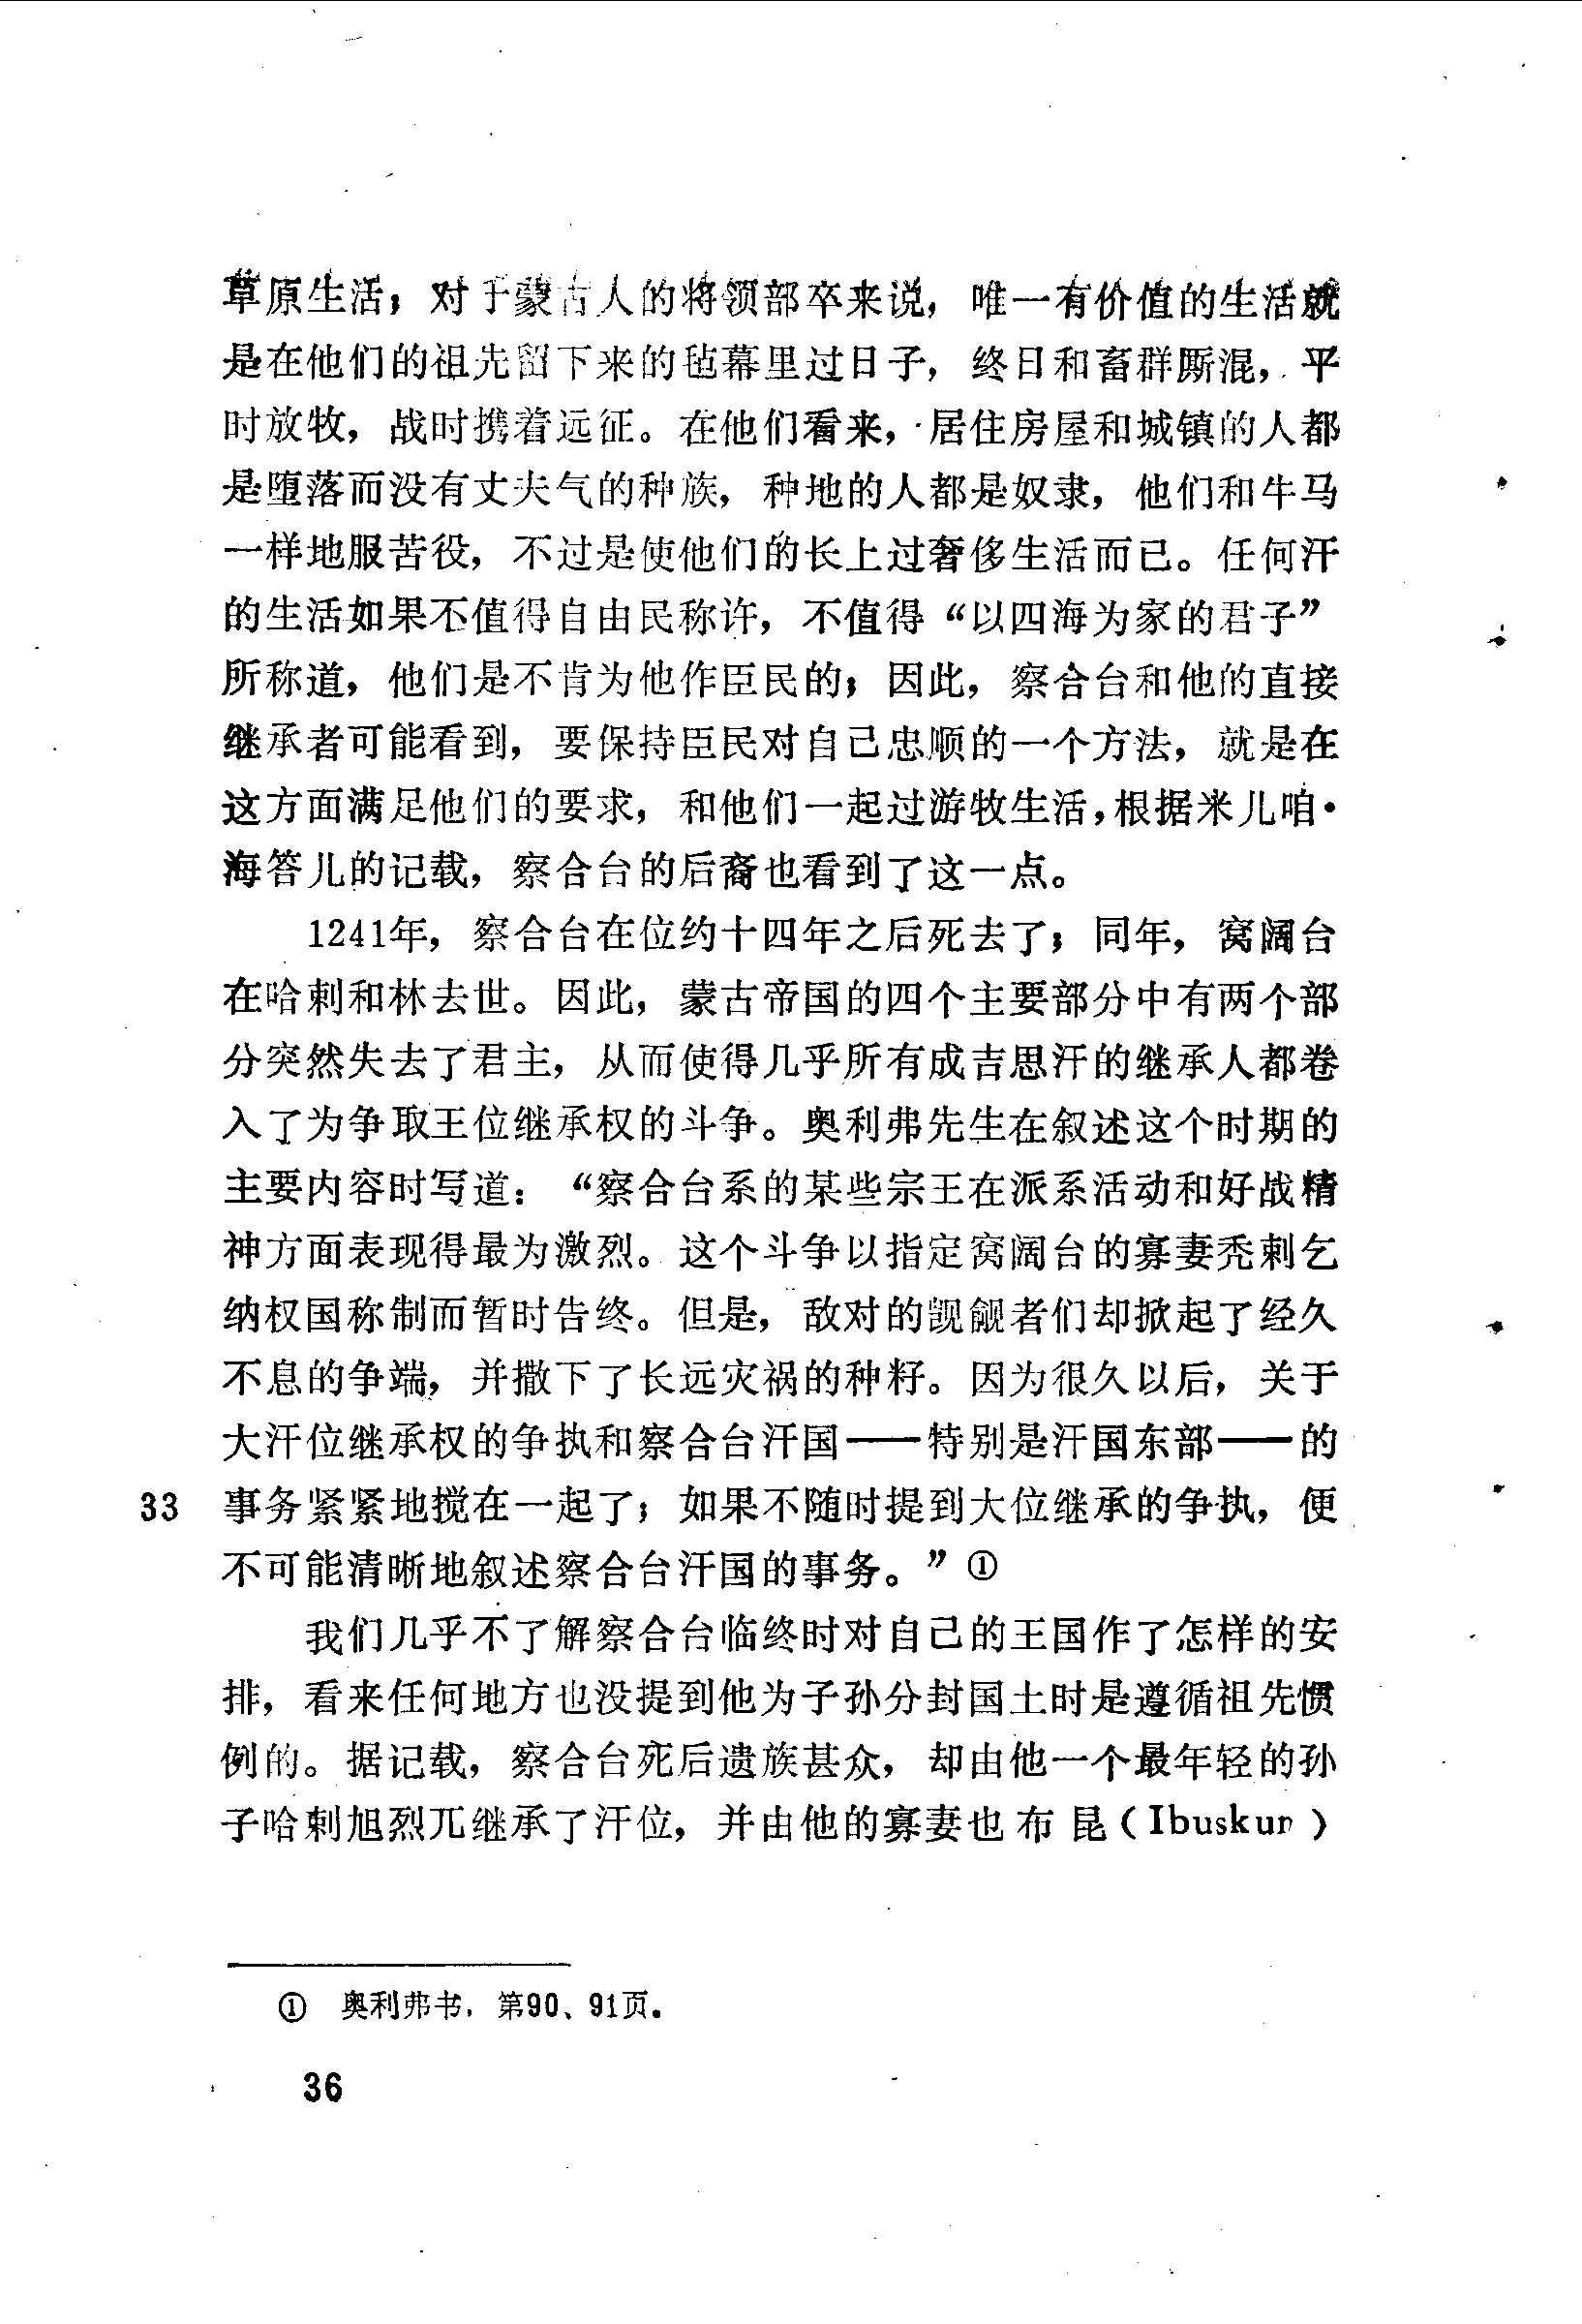 草原生活；对于蒙古人的将领部卒来说，唯一有价值的生活就
是在他们的祖先留下来的毡幕里过日子，终日和畜群厮混，平
时放牧，战时携着远征。在他们看来，居住房屋和城镇的人都
是堕落而没有丈夫气的种族，种地的人都是奴隶，他们和牛马
一样地服苦役，不过是使他们的长上过奢侈生活而已。任何汗
的生活如果不值得自由民称许，不值得“以四海为家的君子”
所称道，他们是不肯为他作臣民的；因此，察合台和他的直接
继承者可能看到，要保持臣民对自己忠顺的一个方法，就是在
这方面满足他们的要求，和他们一起过游牧生活，根据米儿咱·
海答儿的记载，察合台的后裔也看到了这一点。
1241年，察合台在位约十四年之后死去了；同年，窝阔台
在哈剌和林去世。因此，蒙古帝国的四个主要部分中有两个部
分突然失去了君主，从而使得几乎所有成吉思汗的继承人都卷
入了为争取王位继承权的斗争。奥利弗先生在叙述这个时期的
主要内容时写道：“察合台系的某些宗王在派系活动和好战精
神方面表现得最为激烈。这个斗争以指定窝阔台的寡妻秃剌乞
纳权国称制而暂时告终。但是，敌对的觊觎者们却掀起了经久
不息的争端，并撒下了长远灾祸的种籽。因为很久以后，关于
大汗位继承权的争执和察合台汗国——特别是汗国东部——的
33 事务紧紧地搅在一起了；如果不随时提到大位继承的争执，便
不可能清晰地叙述察合台汗国的事务。”①
我们几乎不了解察合台临终时对自己的王国作了怎样的安
排，看来任何地方也没提到他为子孙分封国土时是遵循祖先惯
例的。据记载，察合台死后遗族甚众，却由他一个最年轻的孙
子哈剌旭烈兀继承了汗位，并由他的寡妻也布昆（Ibuskun）
① 奥利弗书，第90、91页。
36